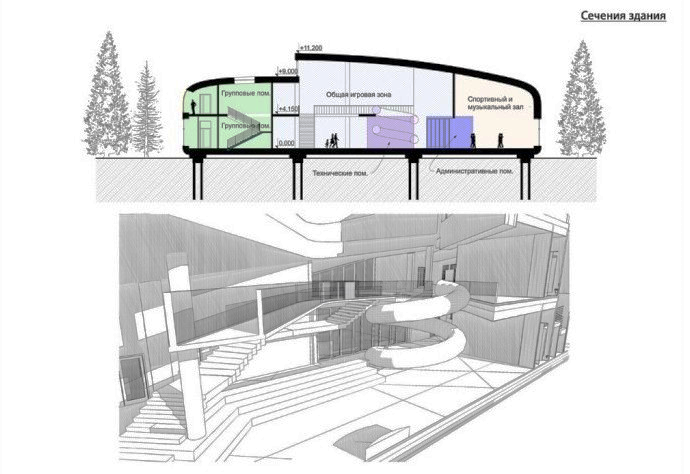 Сечения здания
+11,200
+8,000
Групповые пом.
Общая игровая зона
Спортивный и
музыкальный зал
+4,150
Групповые пом.
0,000
Технические пом.
Административные пом.